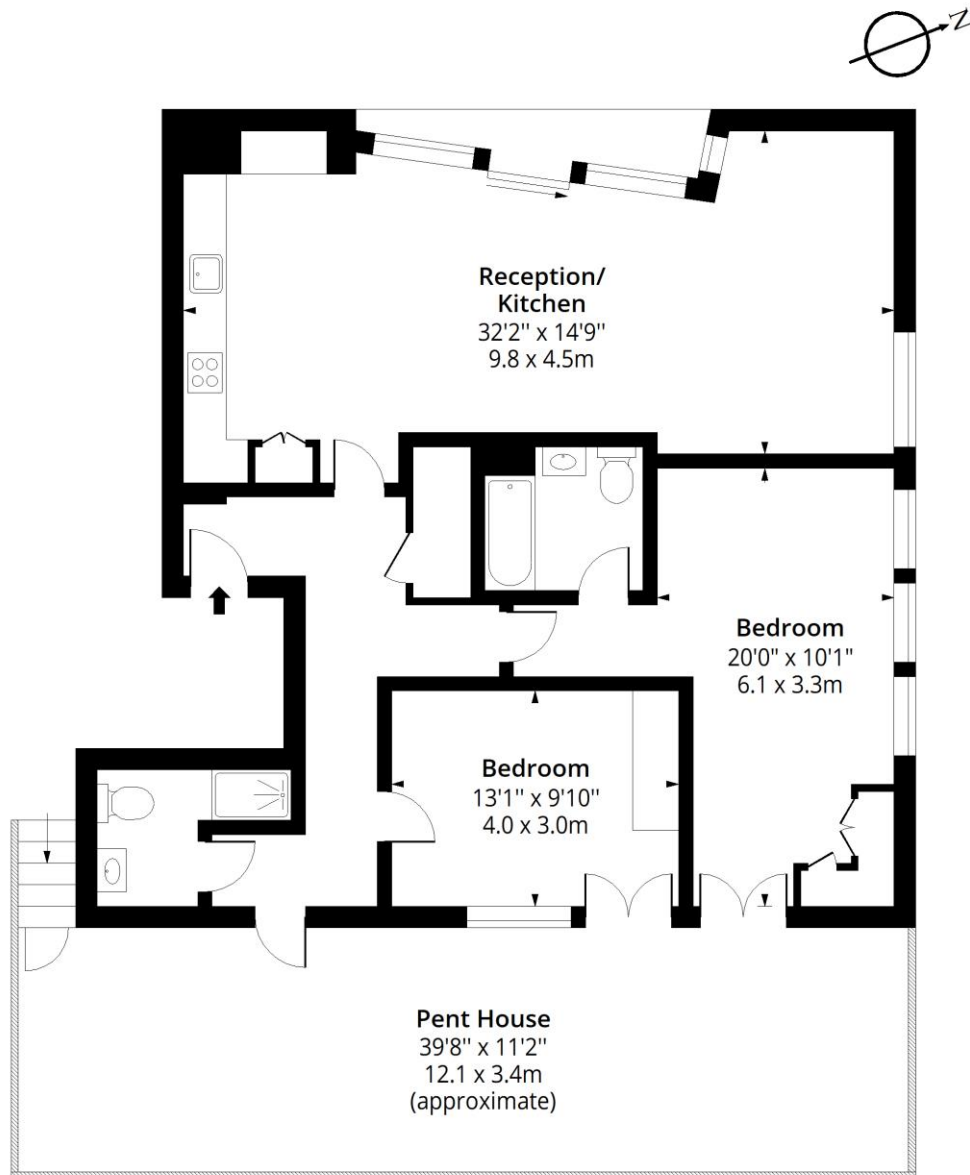 N
Reception/
Kitchen
32'2" x 14'9"
9.8 x 4.5m
Bedroom
20'0" x 10'1"
6.1 x 3.3m
Bedroom
13'1" x 9'10"
4.0 x 3.0m
Pent House
39'8" x 11'2"
12.1 x 3.4m
(approximate)